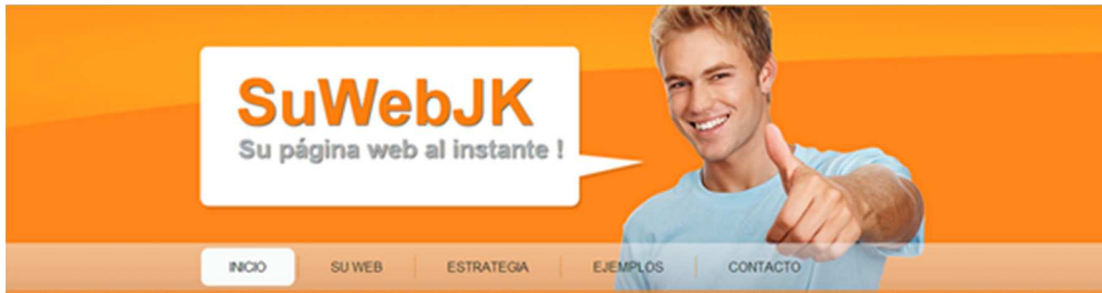 SuWebJK
Su página web al instante !
INICIO
SU WEB
ESTRATEGIA
EJEMPLOS
CONTACTO